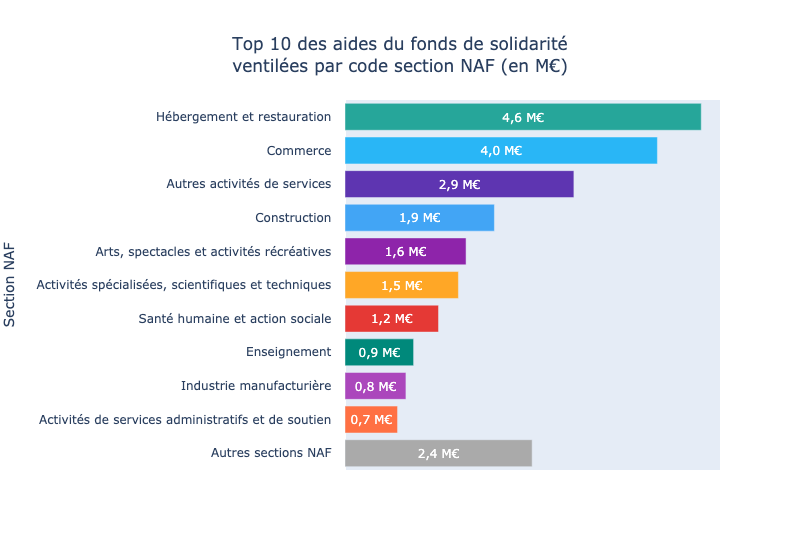 Top 10 des aides du fonds de solidarité
ventilées par code section NAF (en M€)
Section NAF
Hébergement et restauration 4,6 M€
Commerce 4,0 M€
Autres activités de services 2,9 M€
Construction 1,9 M€
Arts, spectacles et activités récréatives 1,6 M€
Activités spécialisées, scientifiques et techniques 1,5 M€
Santé humaine et action sociale 1,2 M€
Enseignement 0,9 M€
Industrie manufacturière 0,8 M€
Activités de services administratifs et de soutien 0,7 M€
Autres sections NAF 2,4 M€